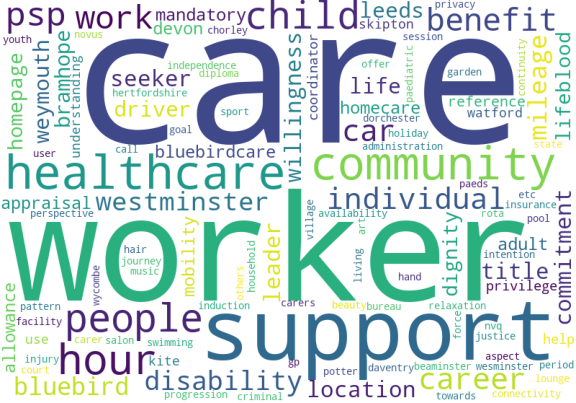 psp work mandatory child leeds privacy benefit
youth novus chorley devon skipton session
care
homepage weymouth bramhope understanding
seeker independence diploma hertfordshire sport
driver goal call user bluebirdcare
willingness coordinator offer life paediatric garden continuity
homecare reference mileage lifeblood
car dorchester holiday watford administration state
healthcare community
appraisal westminster individual paeds etc insurance
perspective
worker
hair journey music mobility others household village art availability living
leader hand dignity rota pool adult intention title privilege commitment
wycombe
pattern facility people induction carers beauty bureau relaxation force nvq justice
allowance use hour carer salon swimming support help
injury court kite gp potter daventry beaminster wesminster aspect period
bluebird disability location career lounge
progression criminal towards connectivity